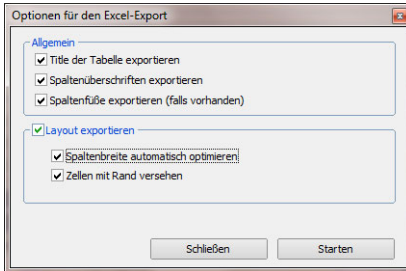 Optionen für den Excel-Export
Allgemein
Title der Tabelle exportieren
Spaltenüberschriften exportieren
Spaltenfüße exportieren (falls vorhanden)
Layout exportieren
Spaltenbreite automatisch optimieren
Zellen mit Rand versehen
Schließen Starten